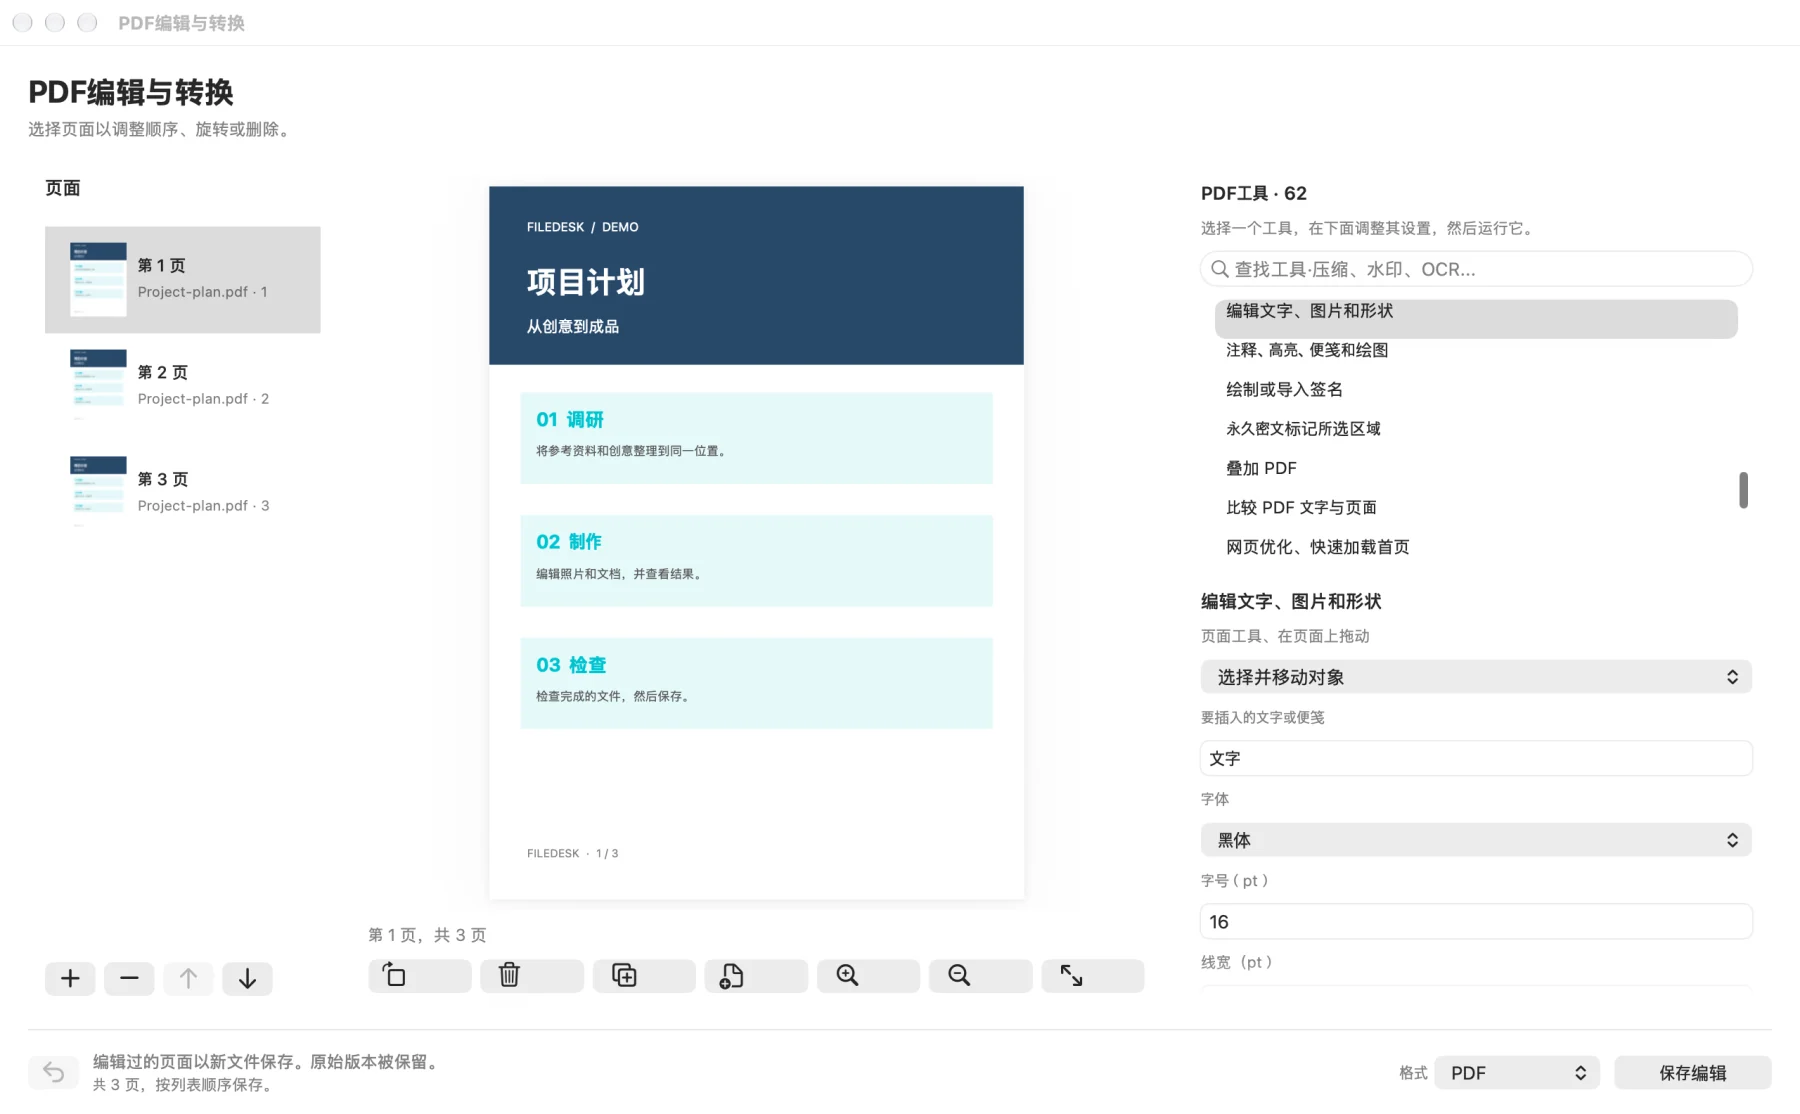 PDF编辑与转换
PDF编辑与转换
选择页面以调整顺序、旋转或删除。
页面
第 1 页
Project-plan.pdf · 1
第 2 页
Project-plan.pdf · 2
第 3 页
Project-plan.pdf · 3
FILEDESK / DEMO
项目计划
从创意到成品
01 调研
将参考资料和创意整理到同一位置。
02 制作
编辑照片和文档，并查看结果。
03 检查
检查完成的文件，然后保存。
FILEDESK · 1 / 3
第 1 页，共 3 页
PDF工具 · 62
选择一个工具，在下面调整其设置，然后运行它。
查找工具·压缩、水印、OCR...
编辑文字、图片和形状
注释、高亮、便笺和绘图
绘制或导入签名
永久密文标记所选区域
叠加 PDF
比较 PDF 文字与页面
网页优化、快速加载首页
编辑文字、图片和形状
页面工具、在页面上拖动
选择并移动对象
要插入的文字或便笺
文字
字体
黑体
字号 ( pt )
16
线宽（pt )
编辑过的页面以新文件保存。原始版本被保留。
共 3 页，按列表顺序保存。
格式
PDF
保存编辑